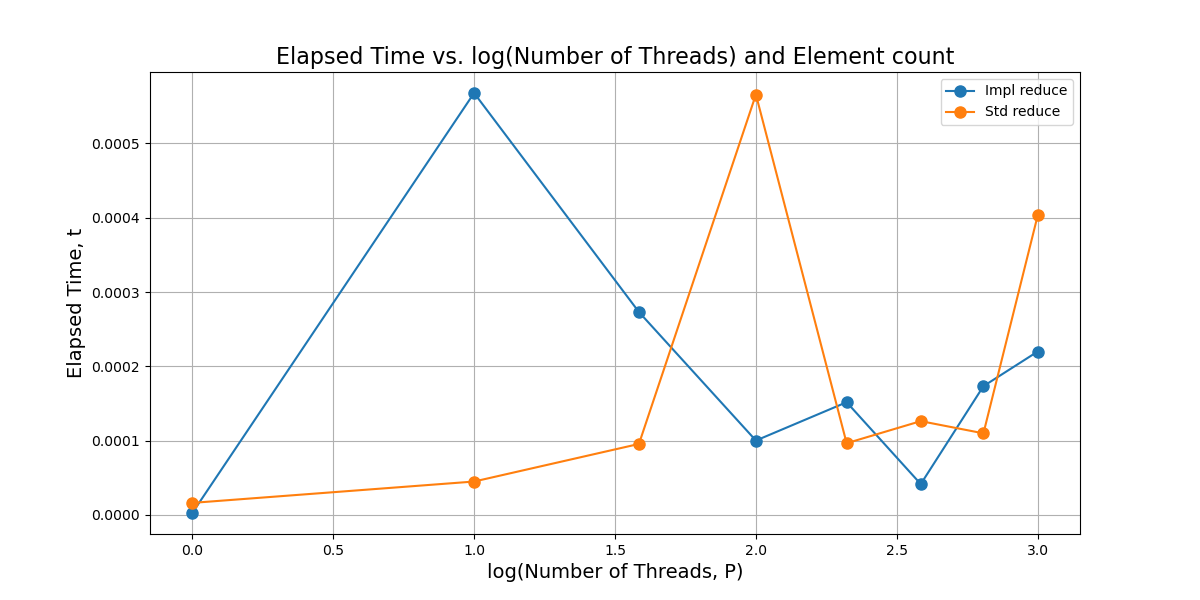 Elapsed Time vs. log(Number of Threads) and Element count
Impl reduce
Std reduce
Elapsed Time, t
0.0005
0.0004
0.0003
0.0002
0.0001
0.0000
0.0 0.5 1.0 1.5 2.0 2.5 3.0
log(Number of Threads, P)